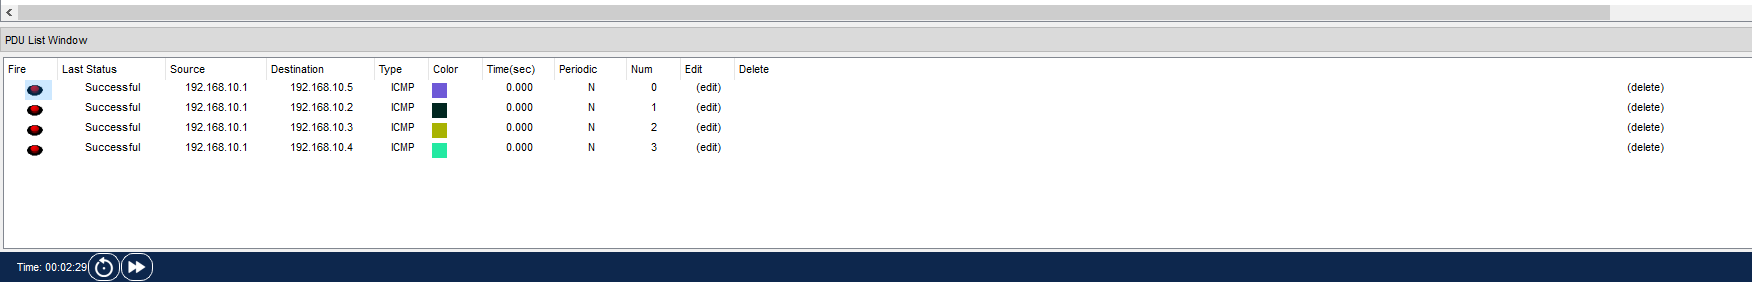 PDU List Window
Fire Last Status Source Destination Type Color Time(sec) Periodic Num Edit Delete
Successful 192.168.10.1 192.168.10.5 ICMP 0.000 N 0 (edit) (delete)
Successful 192.168.10.1 192.168.10.2 ICMP 0.000 N 1 (edit) (delete)
Successful 192.168.10.1 192.168.10.3 ICMP 0.000 N 2 (edit) (delete)
Successful 192.168.10.1 192.168.10.4 ICMP 0.000 N 3 (edit) (delete)
Time: 00:02:29